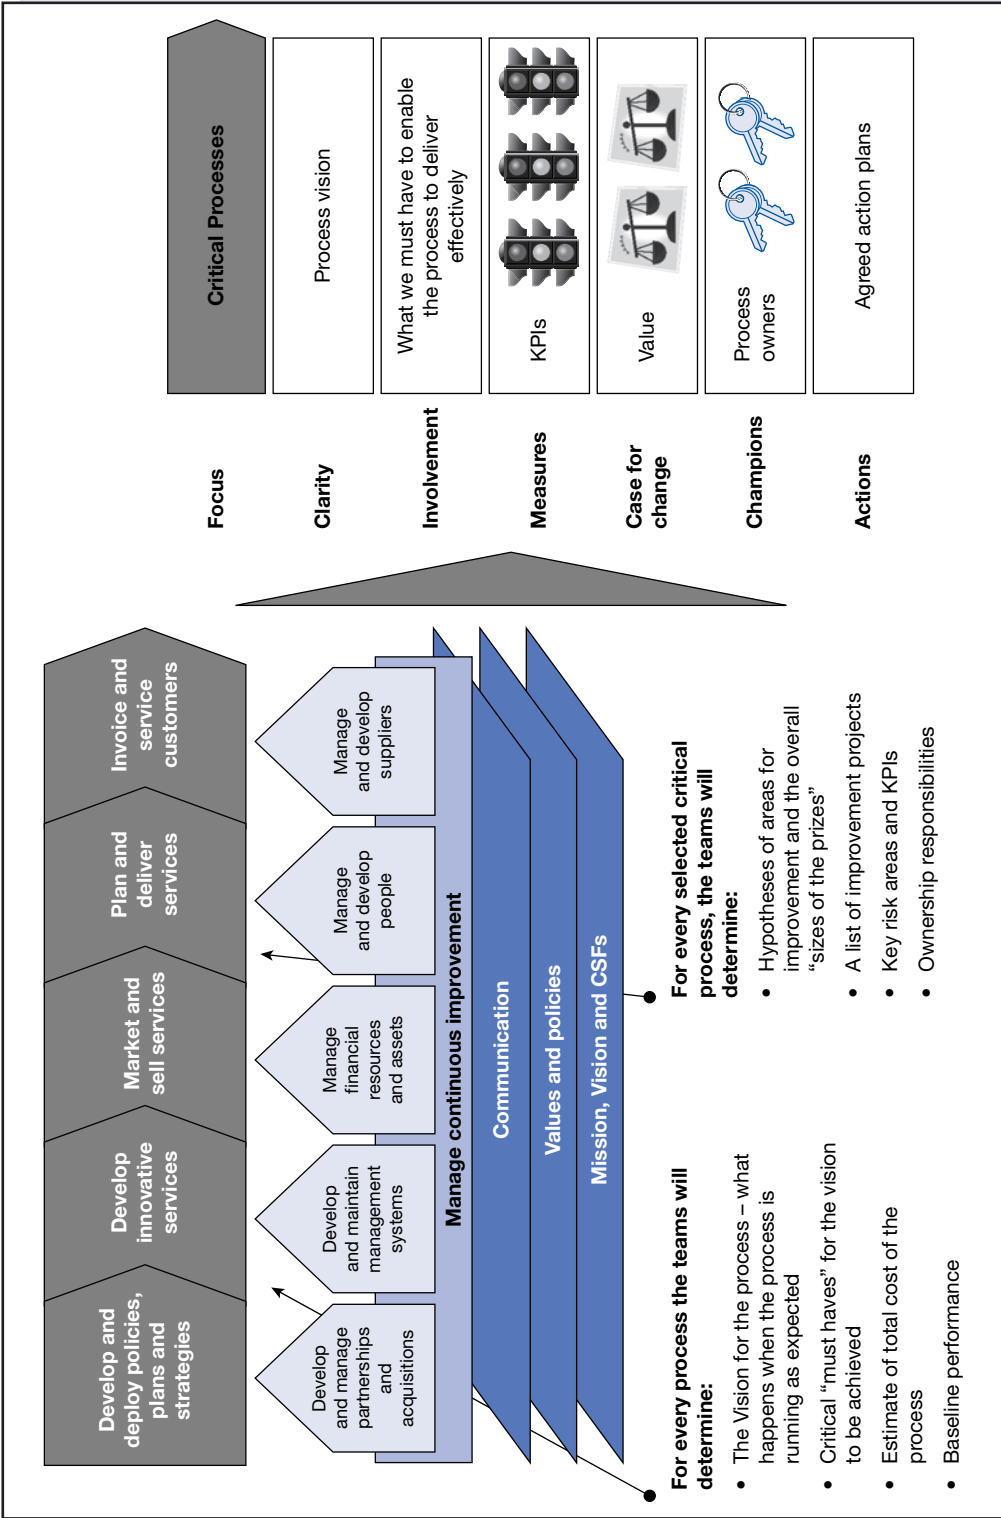 Develop and
deploy policies,
plans and
strategies
Develop
innovative
services
Market and
sell services
Plan and
deliver
services
Invoice and
service
customers
Develop
and manage
partnerships
and
acquisitions
Develop
and maintain
management
systems
Manage
financial
resources
and assets
Manage
and develop
people
Manage
and develop
suppliers
Manage continuous improvement
Communication
Values and policies
Mission, Vision and CSFs
For every process the teams will
determine:
• The Vision for the process – what
happens when the process is
running as expected
• Critical “must haves” for the vision
to be achieved
• Estimate of total cost of the
process
• Baseline performance
For every selected critical
process, the teams will
determine:
• Hypotheses of areas for
improvement and the overall
“sizes of the prizes”
• A list of improvement projects
• Key risk areas and KPIs
• Ownership responsibilities
Focus
Critical Processes
Clarity
Process vision
Involvement
What we must have to enable
the process to deliver
effectively
Measures
KPIs
Case for
change
Value
Champions
Process
owners
Actions
Agreed action plans